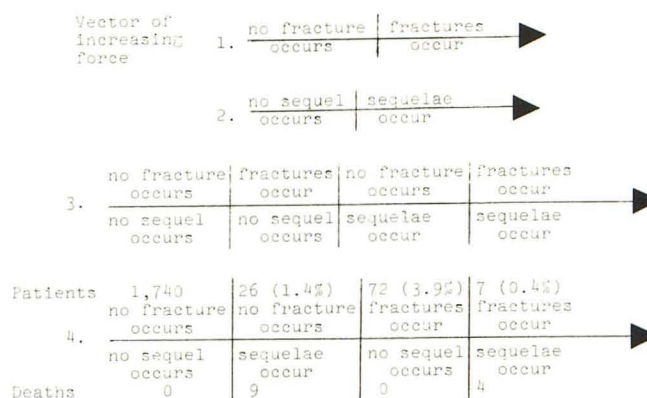 Vector of
increasing
force
1. no fracture fractures
occurs occur
2. no sequel sequelae
occurs occur
no fracture fractures no fracture fractures
occurs occur occurs occur
3.
no sequel no sequel sequelae sequelae
occurs occurs occur occur
Patients 1,740 26 (1.4%) 72 (3.9%) 7 (0.4%)
no fracture no fracture fractures fractures
occurs occurs occur occur
4.
no sequel sequelae no sequel sequelae
occurs occur occurs occur
Deaths 0 9 0 4